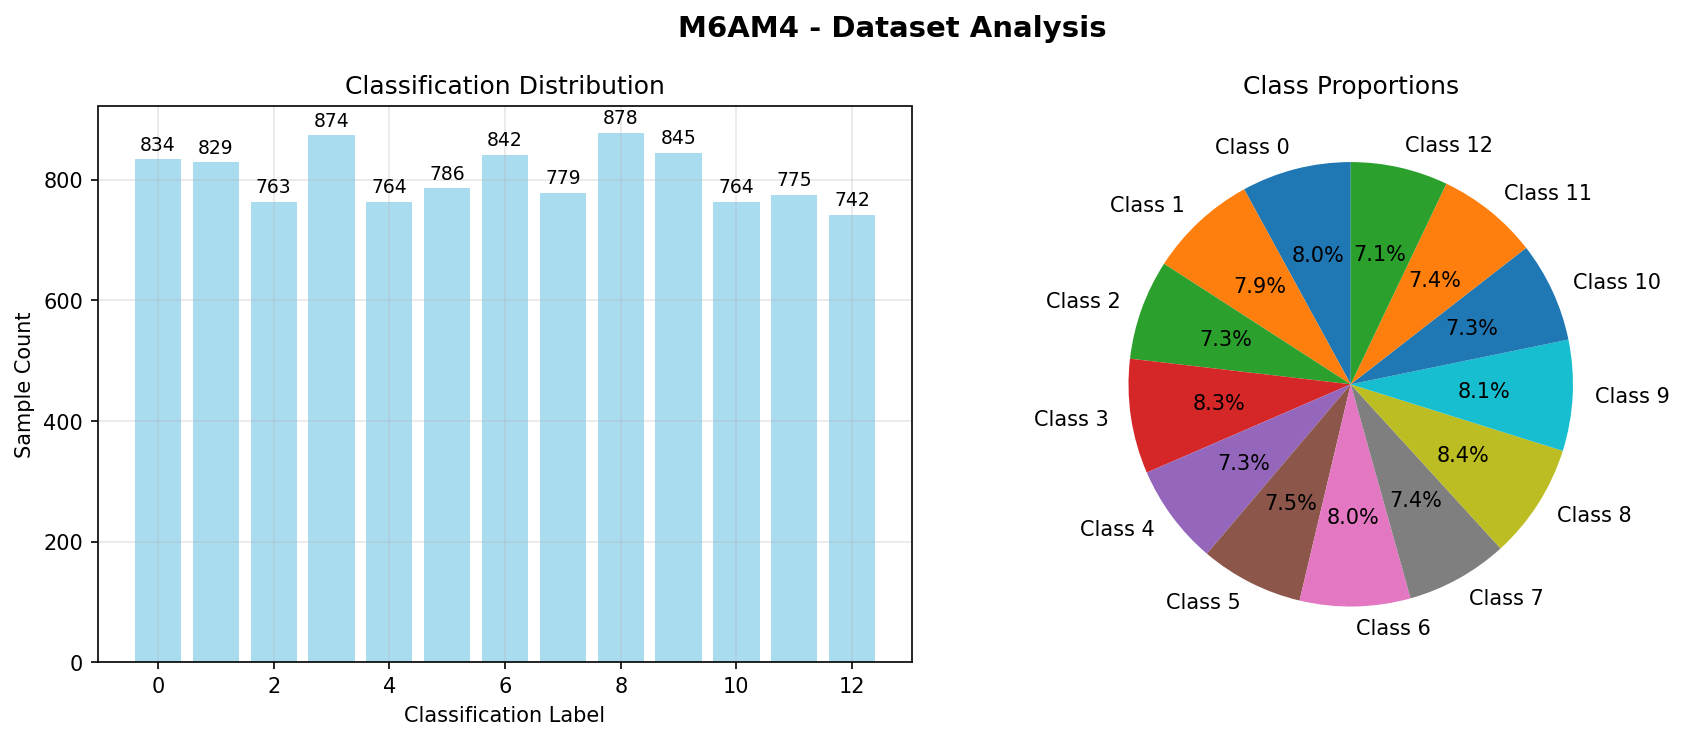 M6AM4 - Dataset Analysis
Classification Distribution
834
829
763
874
764
786
842
779
878
845
764
775
742
800
600
400
200
0
Sample Count
0 2 4 6 8 10 12
Classification Label
Class Proportions
Class 0
Class 1
Class 2
Class 3
Class 4
Class 5
Class 6
Class 7
Class 8
Class 9
Class 10
Class 11
Class 12
8.0%
7.9%
7.3%
8.3%
7.3%
7.5%
8.0%
7.4%
8.4%
8.1%
7.3%
7.4%
7.1%